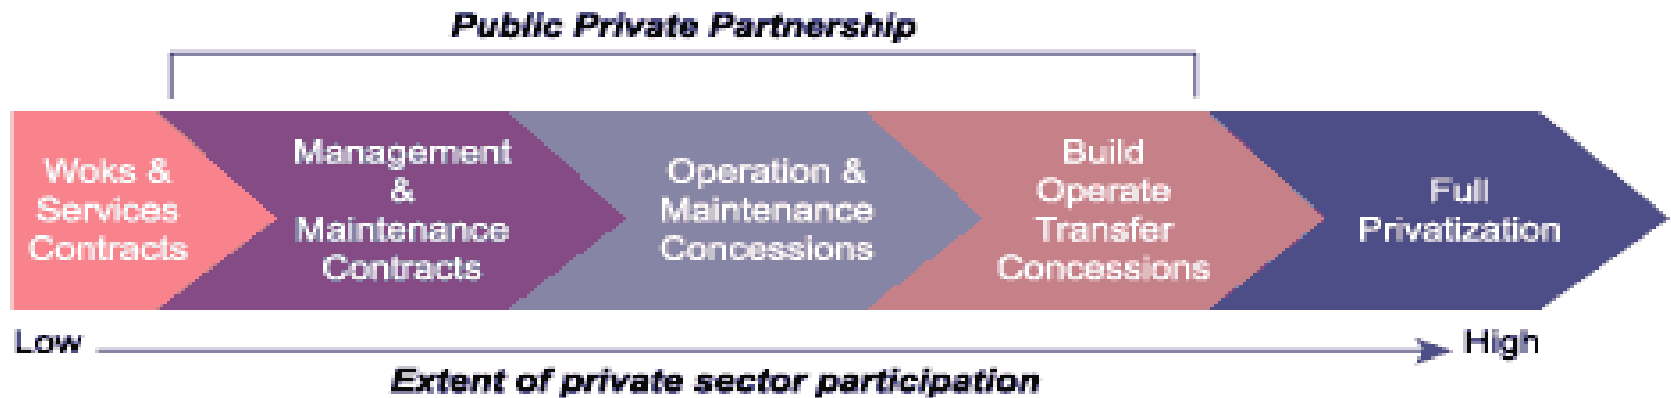 Public Private Partnership
Woks &
Services
Contracts
Management
&
Maintenance
Contracts
Operation &
Maintenance
Concessions
Build
Operate
Transfer
Concessions
Full
Privatization
Low
High
Extent of private sector participation